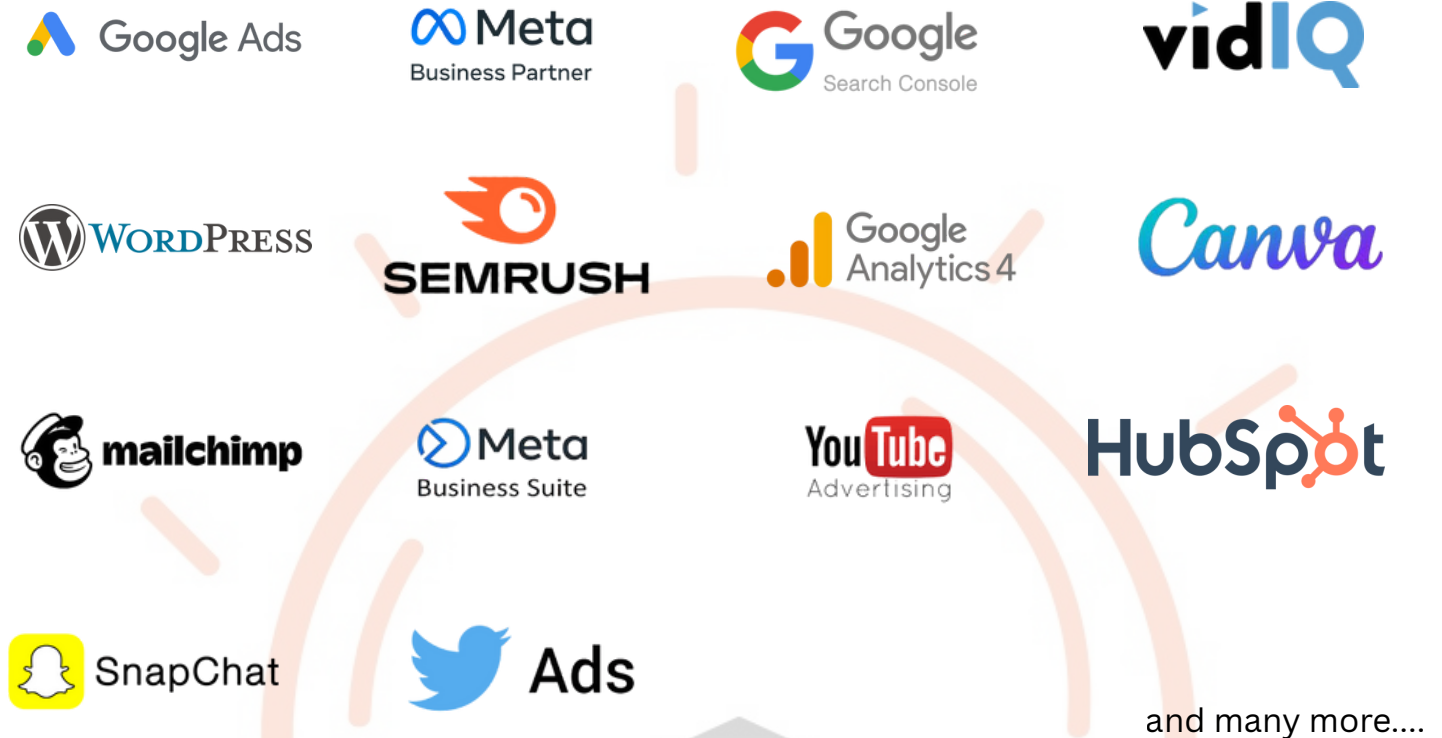 Google Ads
Meta
Business Partner
Google
Search Console
vidIQ
WORDPRESS
SEMRUSH
Google
Analytics 4
Canva
mailchimp
Meta
Business Suite
YouTube
Advertising
HubSpot
SnapChat
Ads
and many more....